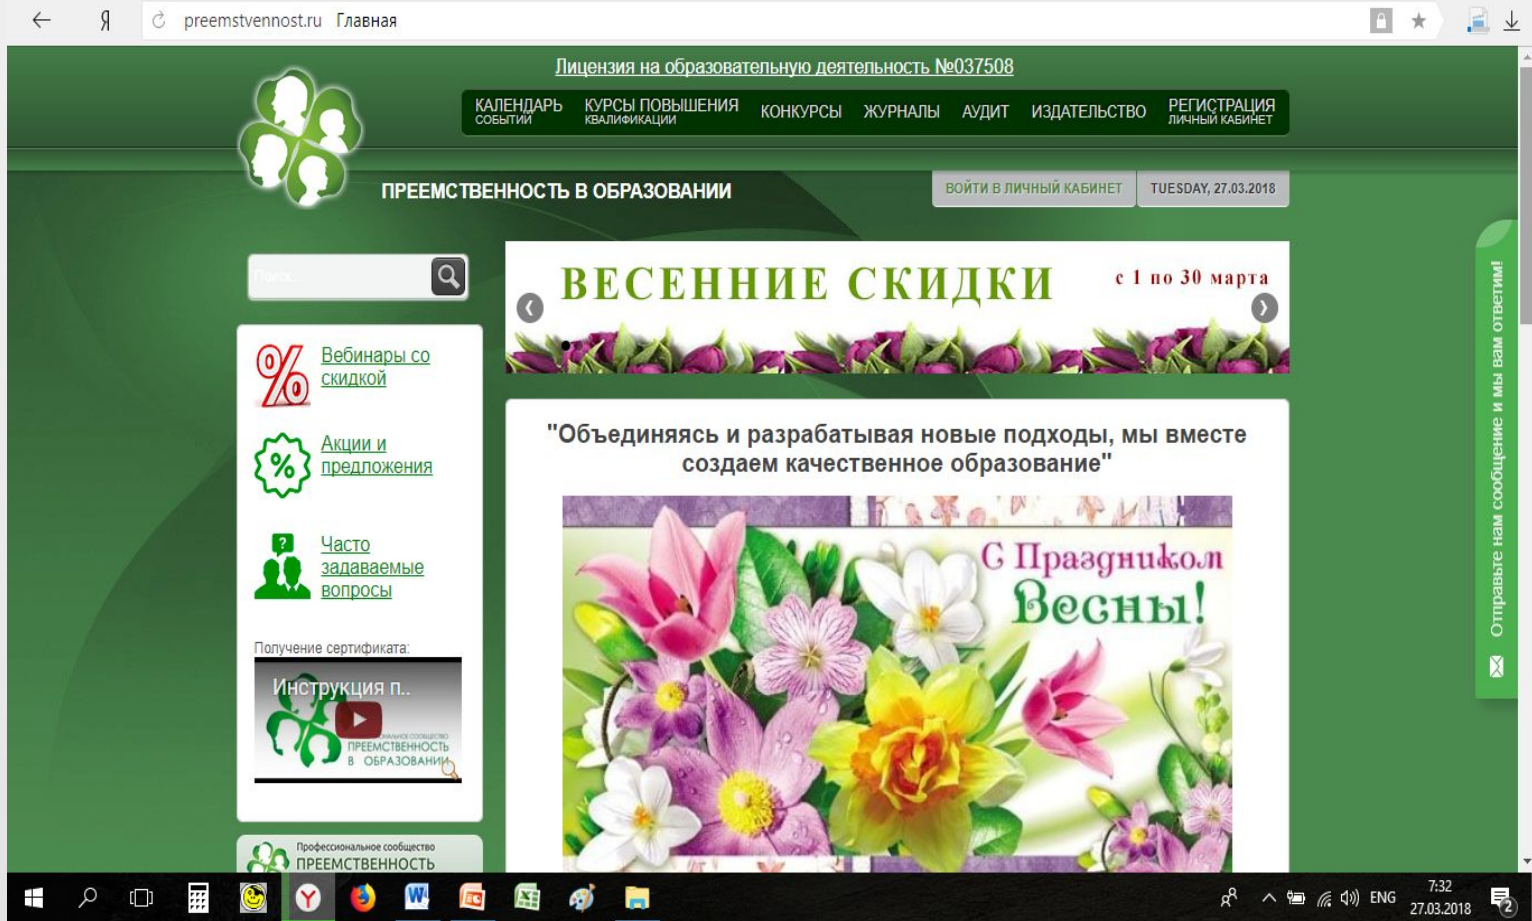 preemstvennost.ru Главная
Лицензия на образовательную деятельность №037508
КАЛЕНДАРЬ
СОБЫТИЙ
КУРСЫ ПОВЫШЕНИЯ
КВАЛИФИКАЦИИ
КОНКУРСЫ
ЖУРНАЛЫ
АУДИТ
ИЗДАТЕЛЬСТВО
РЕГИСТРАЦИЯ
ЛИЧНЫЙ КАБИНЕТ
ПРЕЕМСТВЕННОСТЬ В ОБРАЗОВАНИИ
ВОЙТИ В ЛИЧНЫЙ КАБИНЕТ
TUESDAY, 27.03.2018
Поиск
ВЕСЕННИЕ СКИДКИ
с 1 по 30 марта
Вебинары со
скидкой
Акции и
предложения
Часто
задаваемые
вопросы
Получение сертификата:
Инструкция п..
ПРЕЕМСТВЕННОСТЬ
В ОБРАЗОВАНИИ
Профессиональное сообщество
ПРЕЕМСТВЕННОСТЬ
"Объединяясь и разрабатывая новые подходы, мы вместе
создаем качественное образование"
С Праздником
Весны!
Отправьте нам сообщение и мы вам ответим!
ENG
7:32
27.03.2018
2